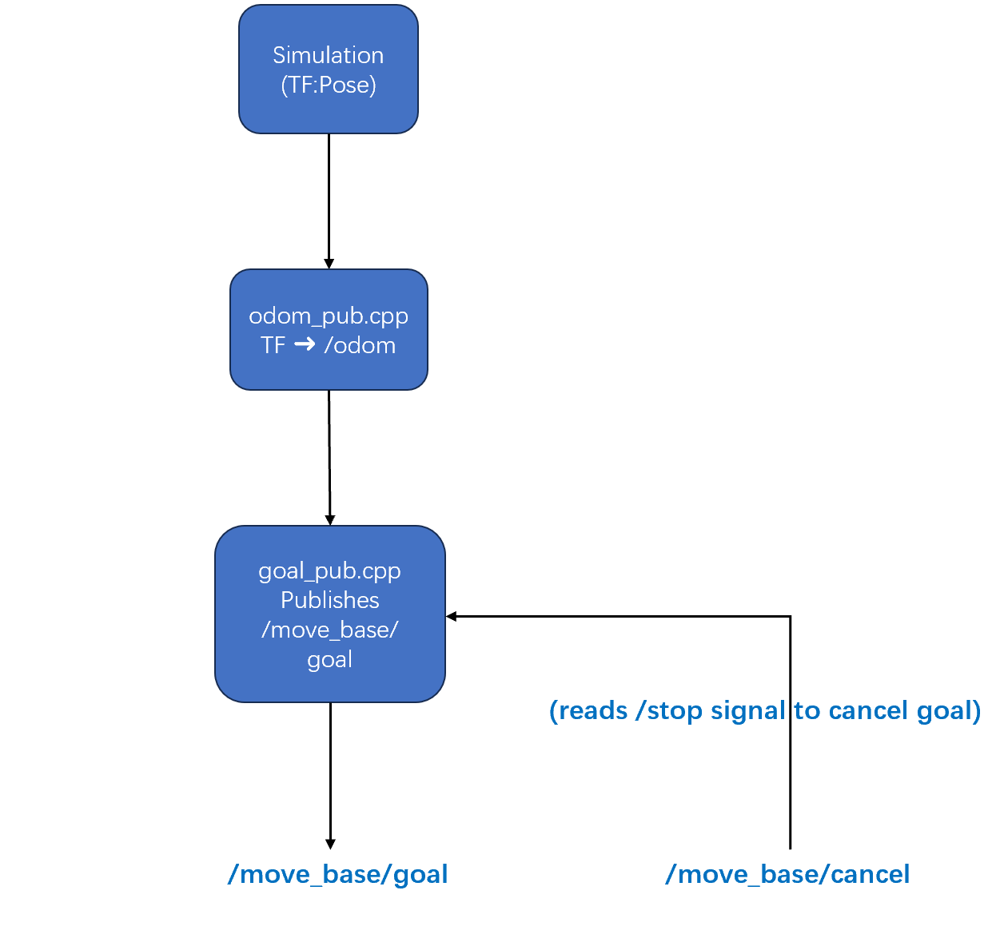 Simulation
(TF:Pose)
odom_pub.cpp
TF ➜ /odom
goal_pub.cpp
Publishes
/move_base/
goal
(reads /stop signal to cancel goal)
/move_base/goal
/move_base/cancel